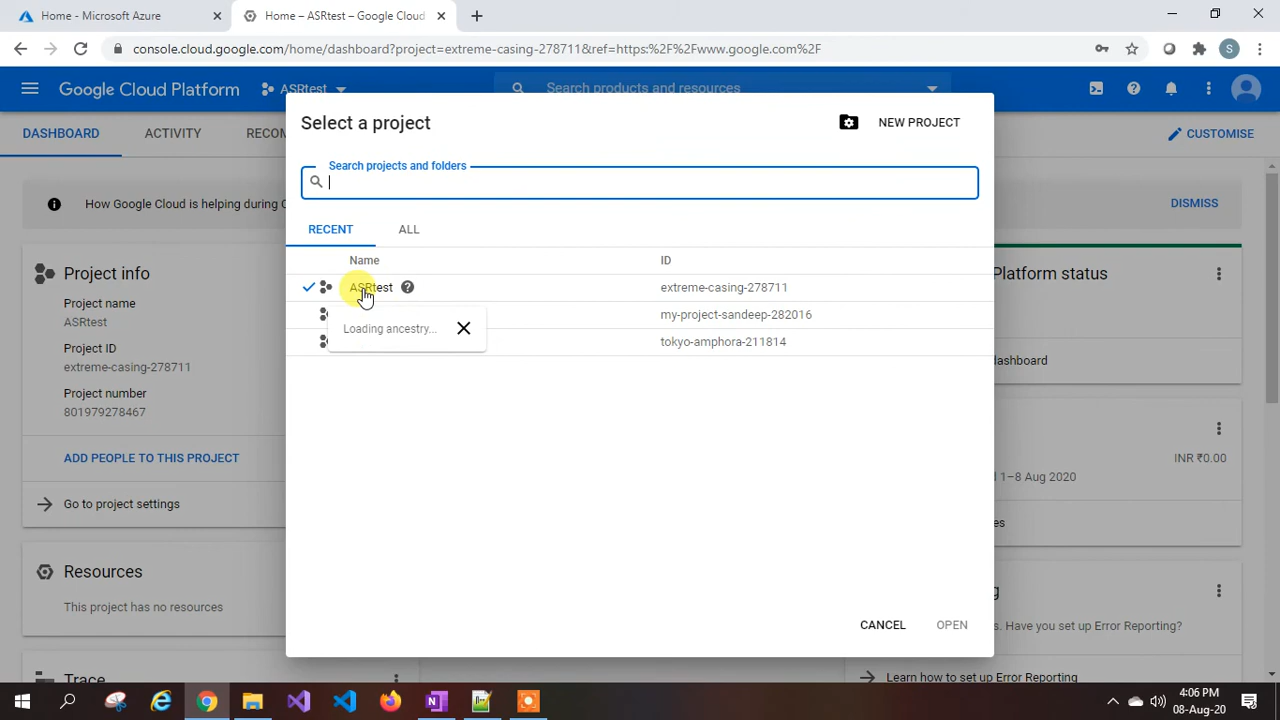 Home - Microsoft Azure
Home – ASRtest – Google Cloud
console.cloud.google.com/home/dashboard?project=extreme-casing-278711&ref=https:%2F%2Fwww.google.com%2F
S
Google Cloud Platform
ASRtest
Search products and resources
DASHBOARD
ACTIVITY
RECOM
CUSTOMISE
How Google Cloud is helping during C
DISMISS
Select a project
NEW PROJECT
Search projects and folders
RECENT
ALL
Name
ID
ASRtest
extreme-casing-278711
my-project-sandeep-282016
tokyo-amphora-211814
Loading ancestry...
CANCEL
OPEN
Project info
Project name
ASRtest
Project ID
extreme-casing-278711
Project number
801979278467
ADD PEOPLE TO THIS PROJECT
Go to project settings
Resources
This project has no resources
Trace
Platform status
dashboard
INR ₹0.00
1–8 Aug 2020
es
g
s. Have you set up Error Reporting?
Learn how to set up Error Reporting
4:06 PM
08-Aug-20